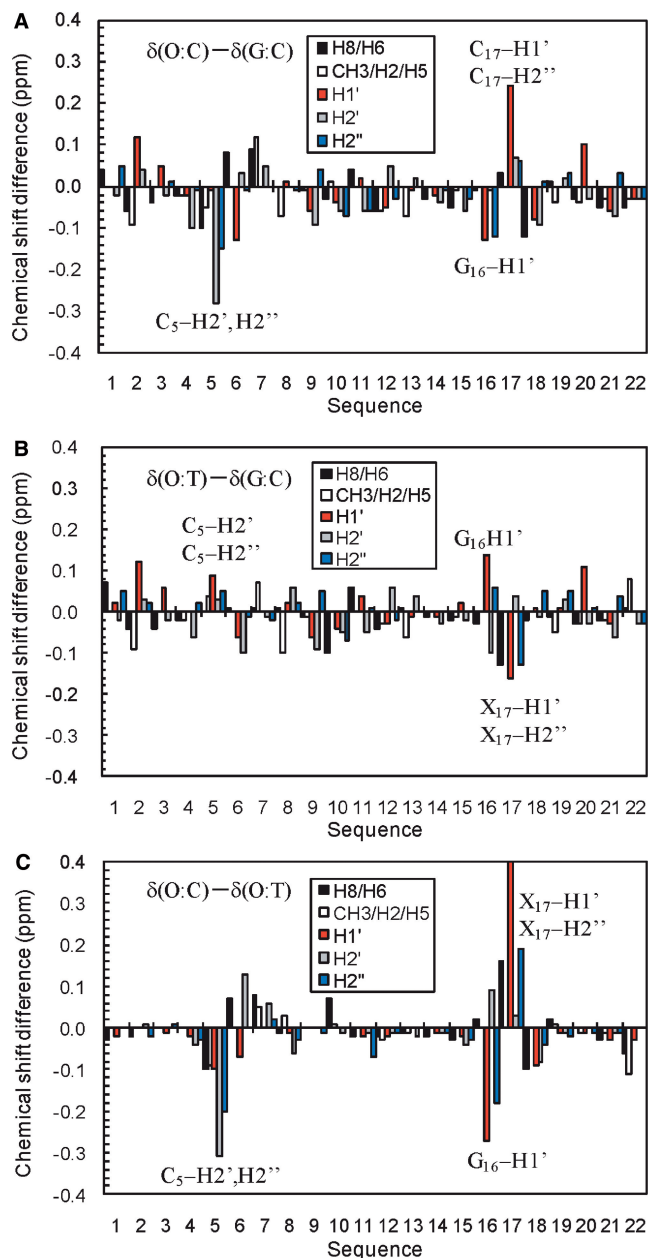 A
δ(O:C)−δ(G:C)
H8/H6
CH3/H2/H5
H1'
H2'
H2"
C17−H1’
C17−H2’’
G16−H1’
C5−H2’,H2’’
Chemical shift difference (ppm)
0.4
0.3
0.2
0.1
0.0
-0.1
-0.2
-0.3
-0.4
1 2 3 4 5 6 7 8 9 10 11 12 13 14 15 16 17 18 19 20 21 22
Sequence
B
δ(O:T)−δ(G:C)
C5−H2’
C5−H2’’
H8/H6
CH3/H2/H5
H1'
H2'
H2"
G16H1’
X17−H1’
X17−H2’’
Chemical shift difference (ppm)
0.4
0.3
0.2
0.1
0.0
-0.1
-0.2
-0.3
-0.4
1 2 3 4 5 6 7 8 9 10 11 12 13 14 15 16 17 18 19 20 21 22
Sequence
C
δ(O:C)−δ(O:T)
H8/H6
CH3/H2/H5
H1'
H2'
H2"
X17−H1’
X17−H2’’
C5−H2’,H2’’
G16−H1’
Chemical shift difference (ppm)
0.4
0.3
0.2
0.1
0.0
-0.1
-0.2
-0.3
-0.4
1 2 3 4 5 6 7 8 9 10 11 12 13 14 15 16 17 18 19 20 21 22
Sequence